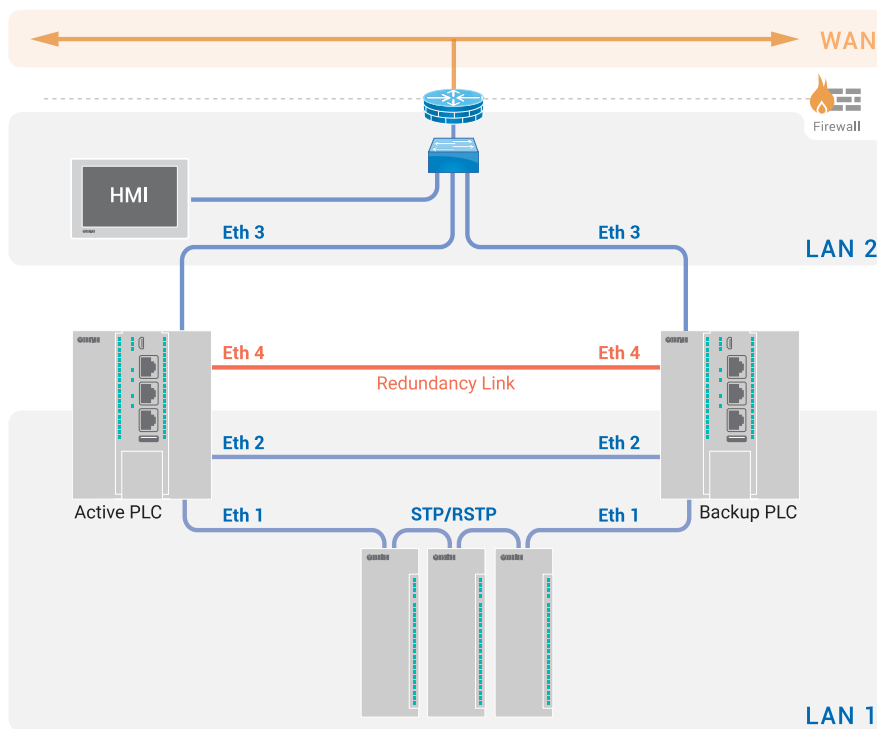 WAN
Firewall
HMI
Eth 3
Eth 3
LAN 2
Eth 4
Eth 4
Redundancy Link
Eth 2
Eth 2
Active PLC
Eth 1
STP/RSTP
Eth 1
Backup PLC
LAN 1